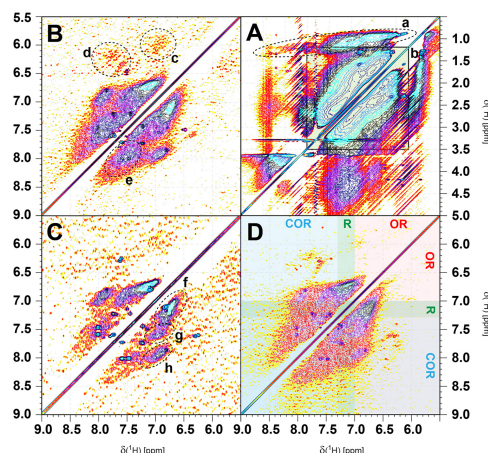 B
d
c
e
5.5
6.0
6.5
7.0
7.5
8.0
8.5
9.0
A
a
b
1.0
1.5
2.0
2.5
3.0
3.5
4.0
4.5
5.0
C
f
g
h
9.0 8.5 8.0 7.5 7.0 6.5 6.0
δ(¹H) [ppm]
D
COR R OR
OR
R
COR
6.0
6.5
7.0
7.5
8.0
8.5
9.0
9.0 8.5 8.0 7.5 7.0 6.5 6.0
δ(¹H) [ppm]